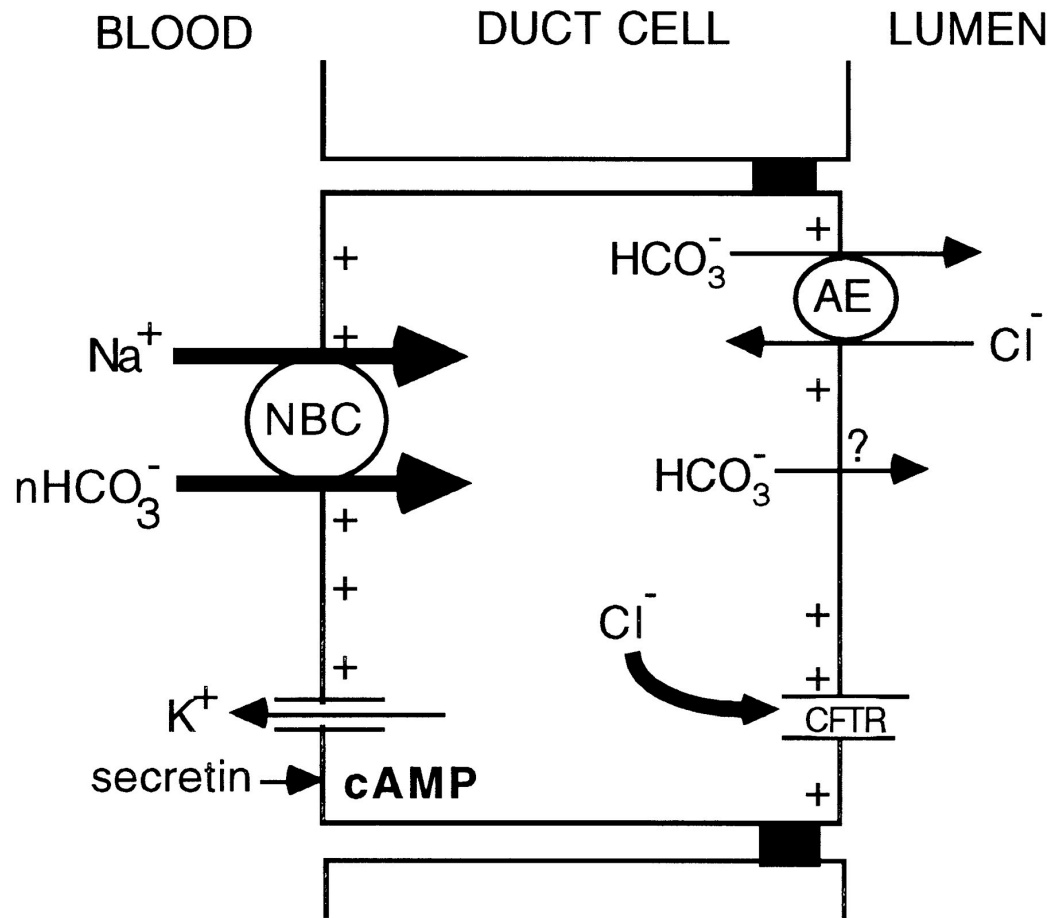 BLOOD DUCT CELL LUMEN
+
+
HCO₃⁻
AE
Cl⁻
+
Na⁺
+
NBC
nHCO₃⁻
HCO₃⁻
?
+
+
+
+
+
Cl⁻
K⁺
CFTR
secretin
cAMP
+